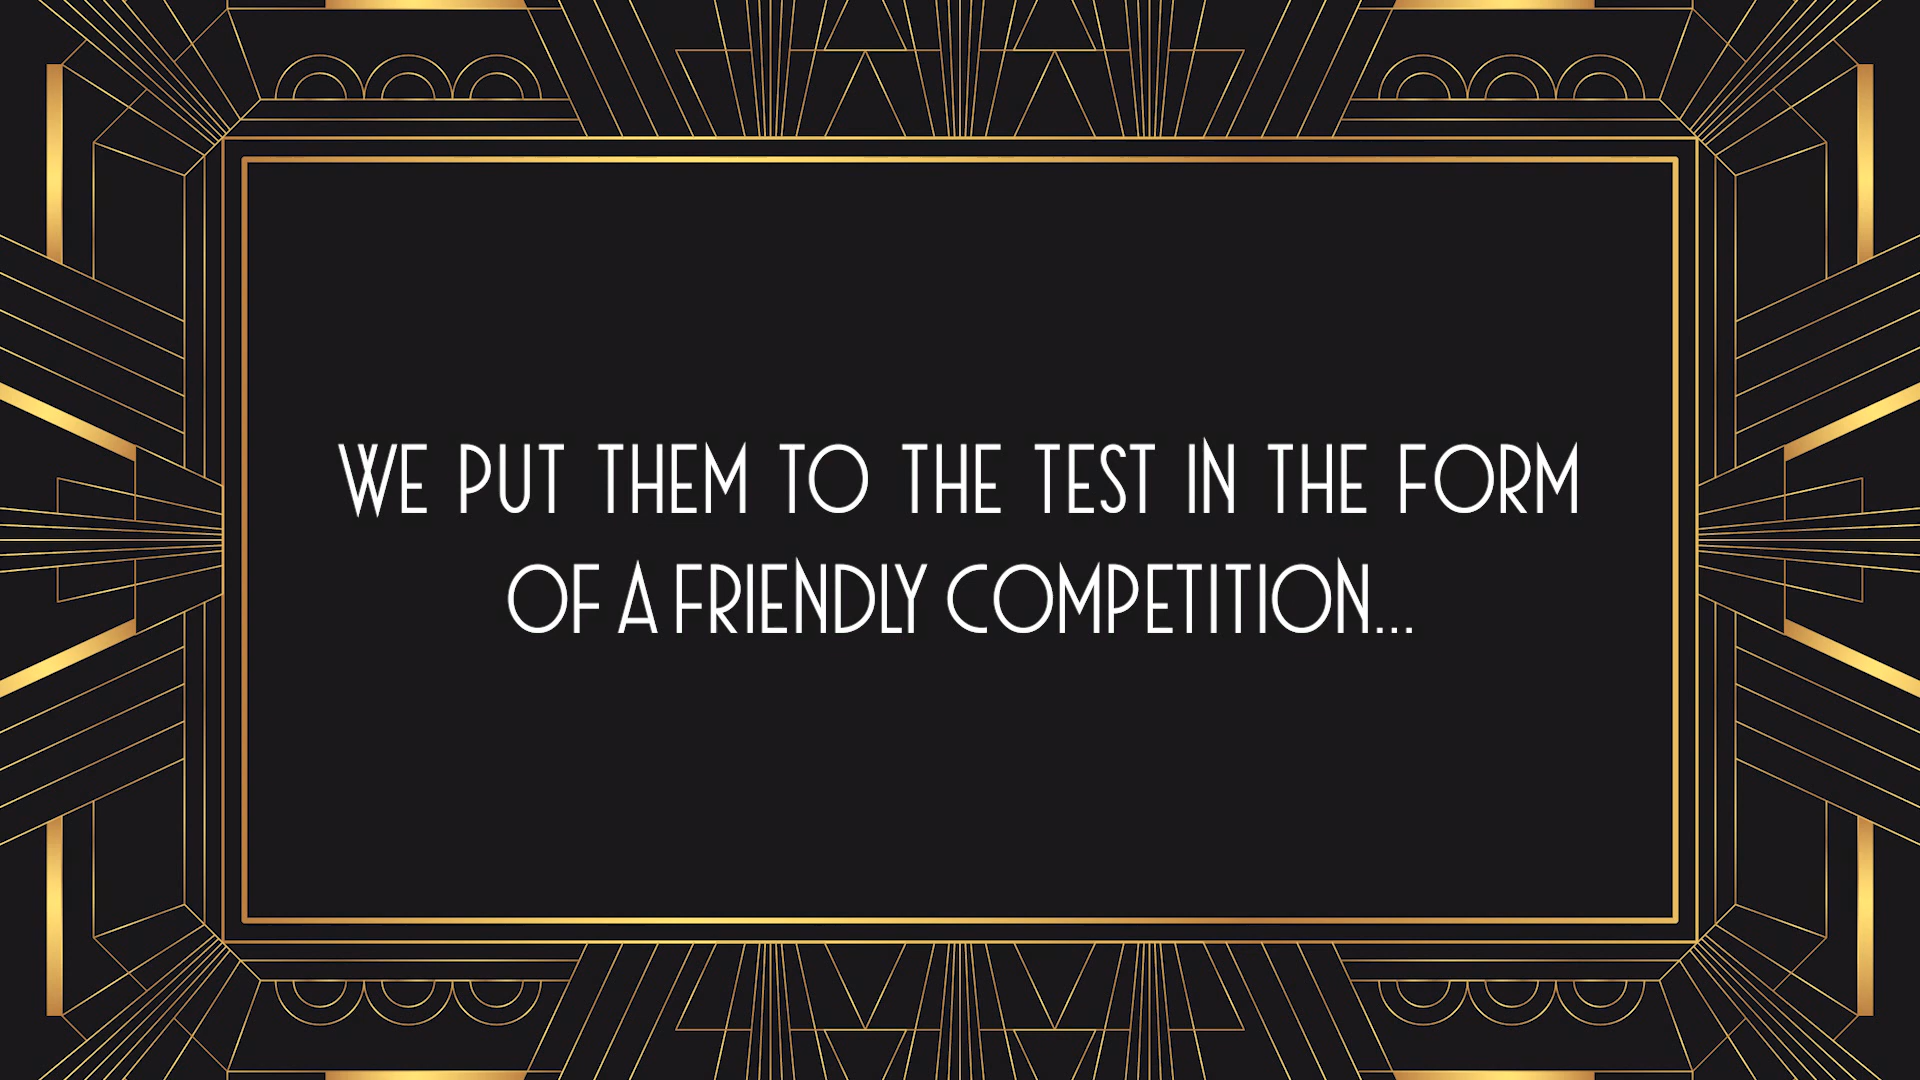 WE PUT THEM TO THE TEST IN THE FORM
OF A FRIENDLY COMPETITION...